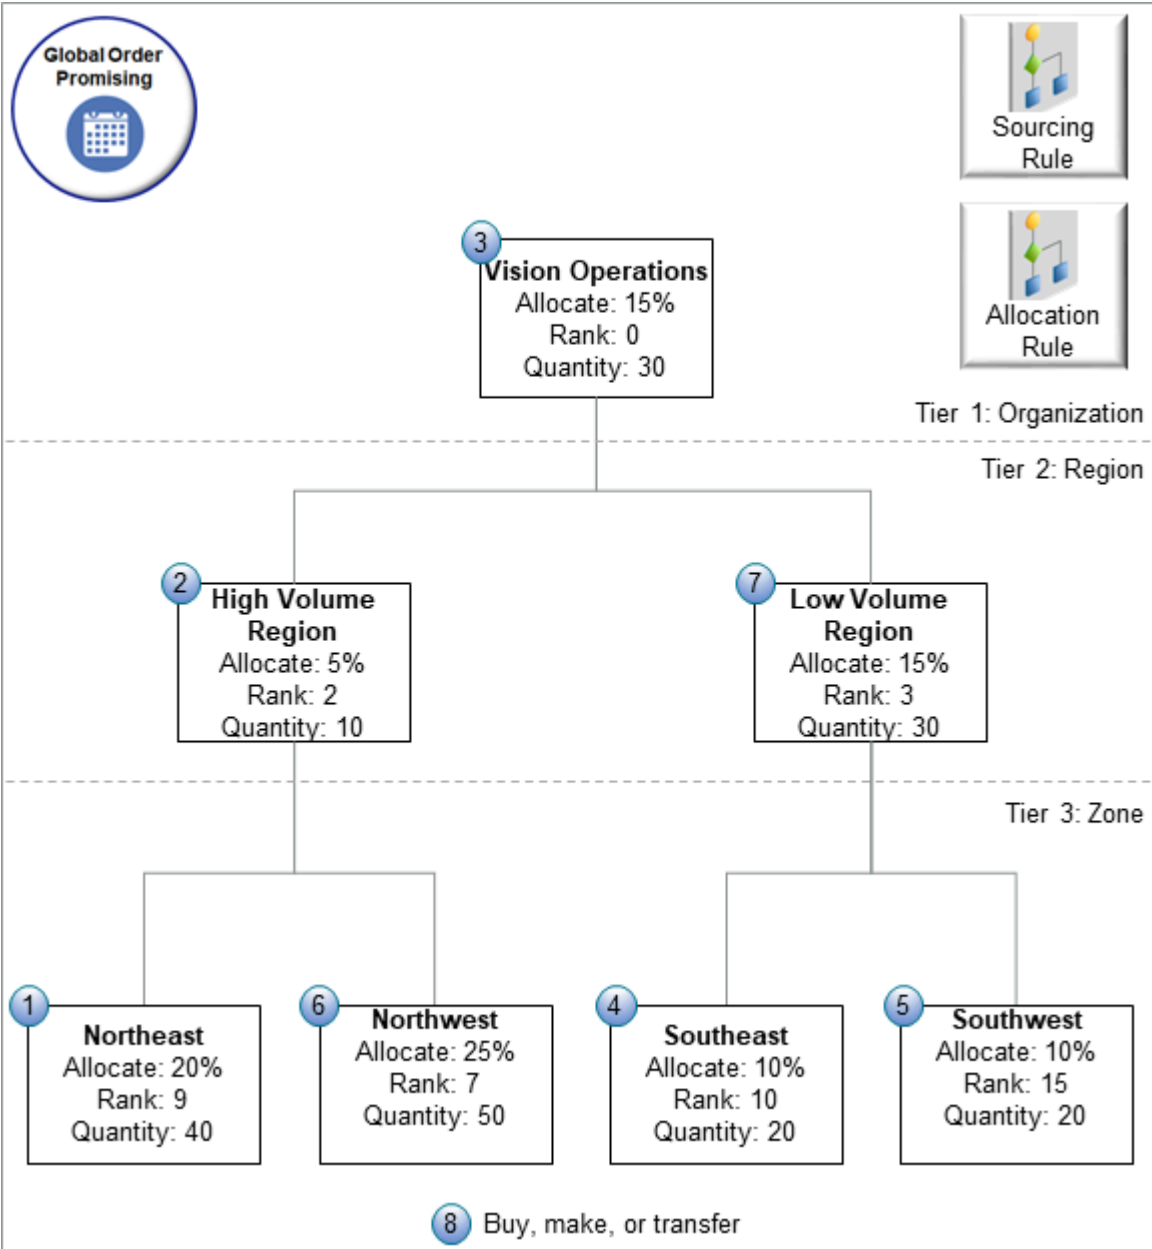 Global Order
Promising
Sourcing
Rule
Allocation
Rule
3
Vision Operations
Allocate: 15%
Rank: 0
Quantity: 30
Tier 1: Organization
Tier 2: Region
2
High Volume
Region
Allocate: 5%
Rank: 2
Quantity: 10
7
Low Volume
Region
Allocate: 15%
Rank: 3
Quantity: 30
Tier 3: Zone
1
Northeast
Allocate: 20%
Rank: 9
Quantity: 40
6
Northwest
Allocate: 25%
Rank: 7
Quantity: 50
4
Southeast
Allocate: 10%
Rank: 10
Quantity: 20
5
Southwest
Allocate: 10%
Rank: 15
Quantity: 20
8 Buy, make, or transfer